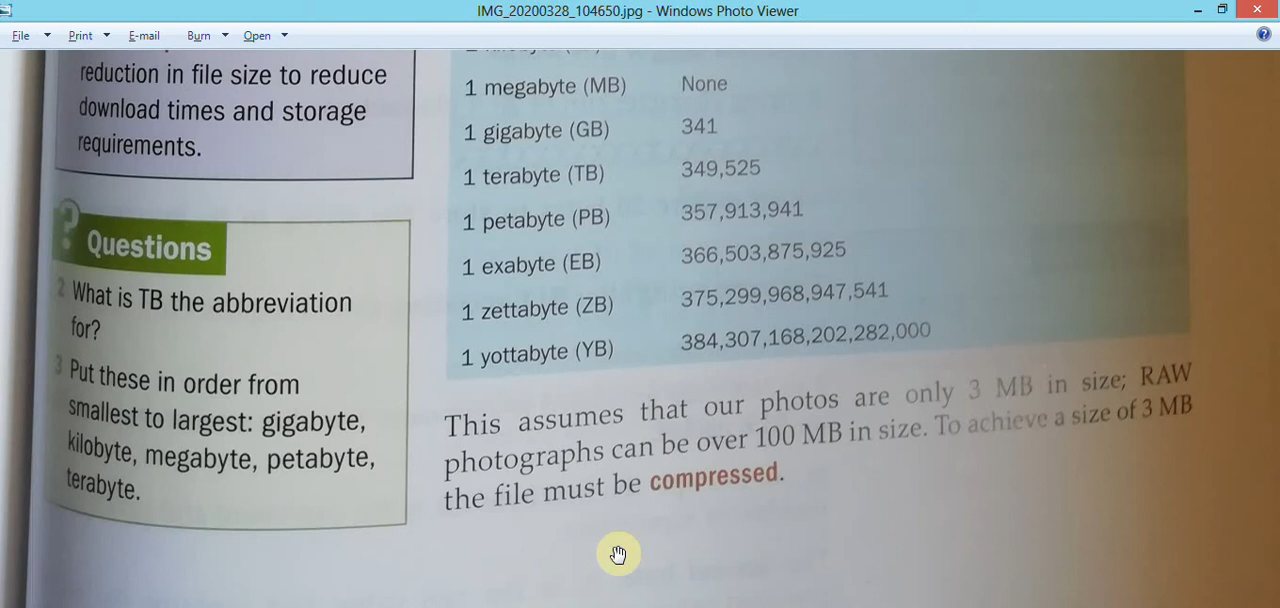 IMG_20200328_104650.jpg - Windows Photo Viewer
File Print E-mail Burn Open
reduction in file size to reduce
download times and storage
requirements.
? Questions
2 What is TB the abbreviation
for?
3 Put these in order from
smallest to largest: gigabyte,
kilobyte, megabyte, petabyte,
terabyte.
1 megabyte (MB) None
1 gigabyte (GB) 341
1 terabyte (TB) 349,525
1 petabyte (PB) 357,913,941
1 exabyte (EB) 366,503,875,925
1 zettabyte (ZB) 375,299,968,947,541
1 yottabyte (YB) 384,307,168,202,282,000
This assumes that our photos are only 3 MB in size; RAW
photographs can be over 100 MB in size. To achieve a size of 3 MB
the file must be compressed.